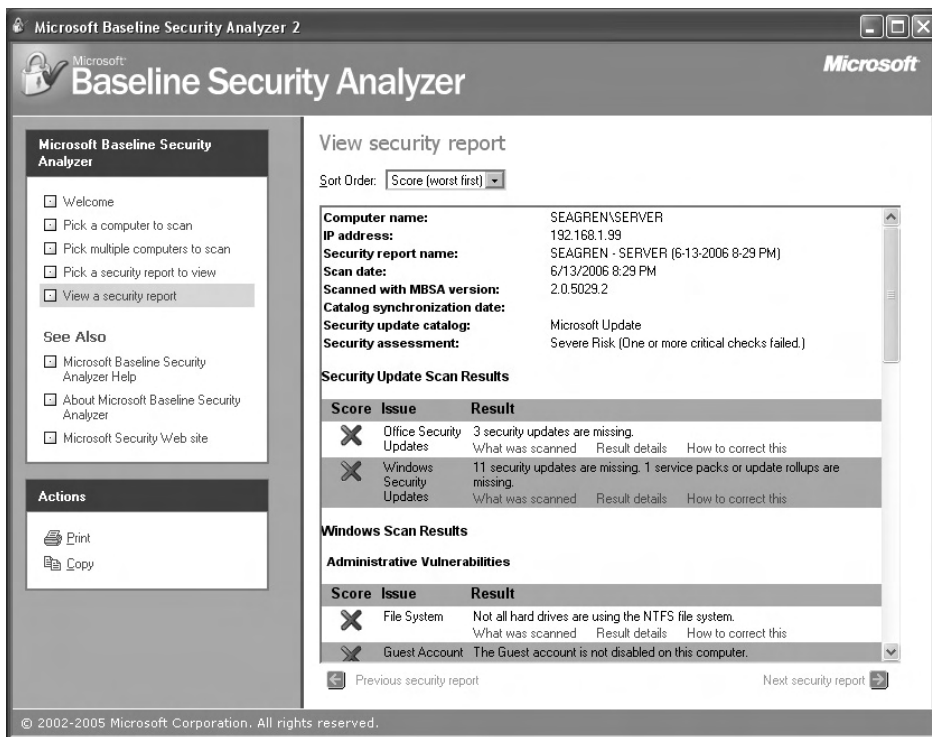 Microsoft Baseline Security Analyzer 2
Microsoft
Baseline Security Analyzer
Microsoft
Microsoft Baseline Security
Analyzer
Welcome
Pick a computer to scan
Pick multiple computers to scan
Pick a security report to view
View a security report
See Also
Microsoft Baseline Security
Analyzer Help
About Microsoft Baseline Security
Analyzer
Microsoft Security Web site
Actions
Print
Copy
View security report
Sort Order: Score (worst first)
Computer name: SEAGREN\SERVER
IP address: 192.168.1.99
Security report name: SEAGREN - SERVER (6-13-2006 8-29 PM)
Scan date: 6/13/2006 8:29 PM
Scanned with MBSA version: 2.0.5029.2
Catalog synchronization date:
Security update catalog: Microsoft Update
Security assessment: Severe Risk (One or more critical checks failed.)
Security Update Scan Results
Score Issue Result
Office Security Updates 3 security updates are missing.
What was scanned Result details How to correct this
Windows Security Updates 11 security updates are missing. 1 service packs or update rollups are
missing.
What was scanned Result details How to correct this
Windows Scan Results
Administrative Vulnerabilities
Score Issue Result
File System Not all hard drives are using the NTFS file system.
What was scanned Result details How to correct this
Guest Account The Guest account is not disabled on this computer.
Previous security report Next security report
© 2002-2005 Microsoft Corporation. All rights reserved.